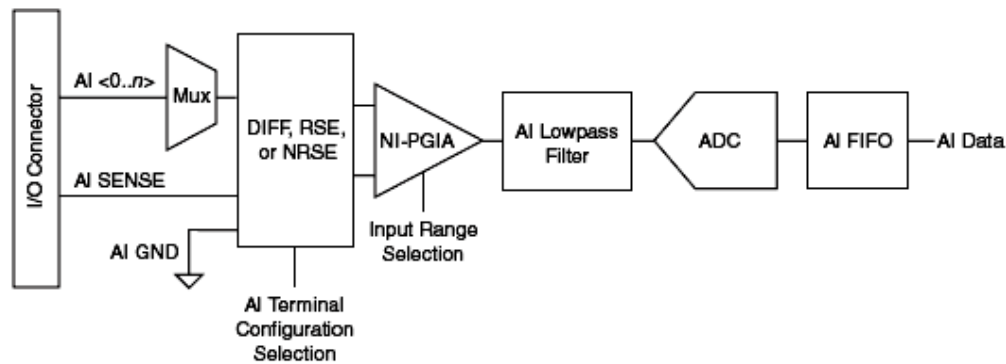 I/O Connector
AI <0..n>
Mux
AI SENSE
AI GND
DIFF, RSE,
or NRSE
AI Terminal
Configuration
Selection
NI-PGIA
Input Range
Selection
AI Lowpass
Filter
ADC
AI FIFO
AI Data